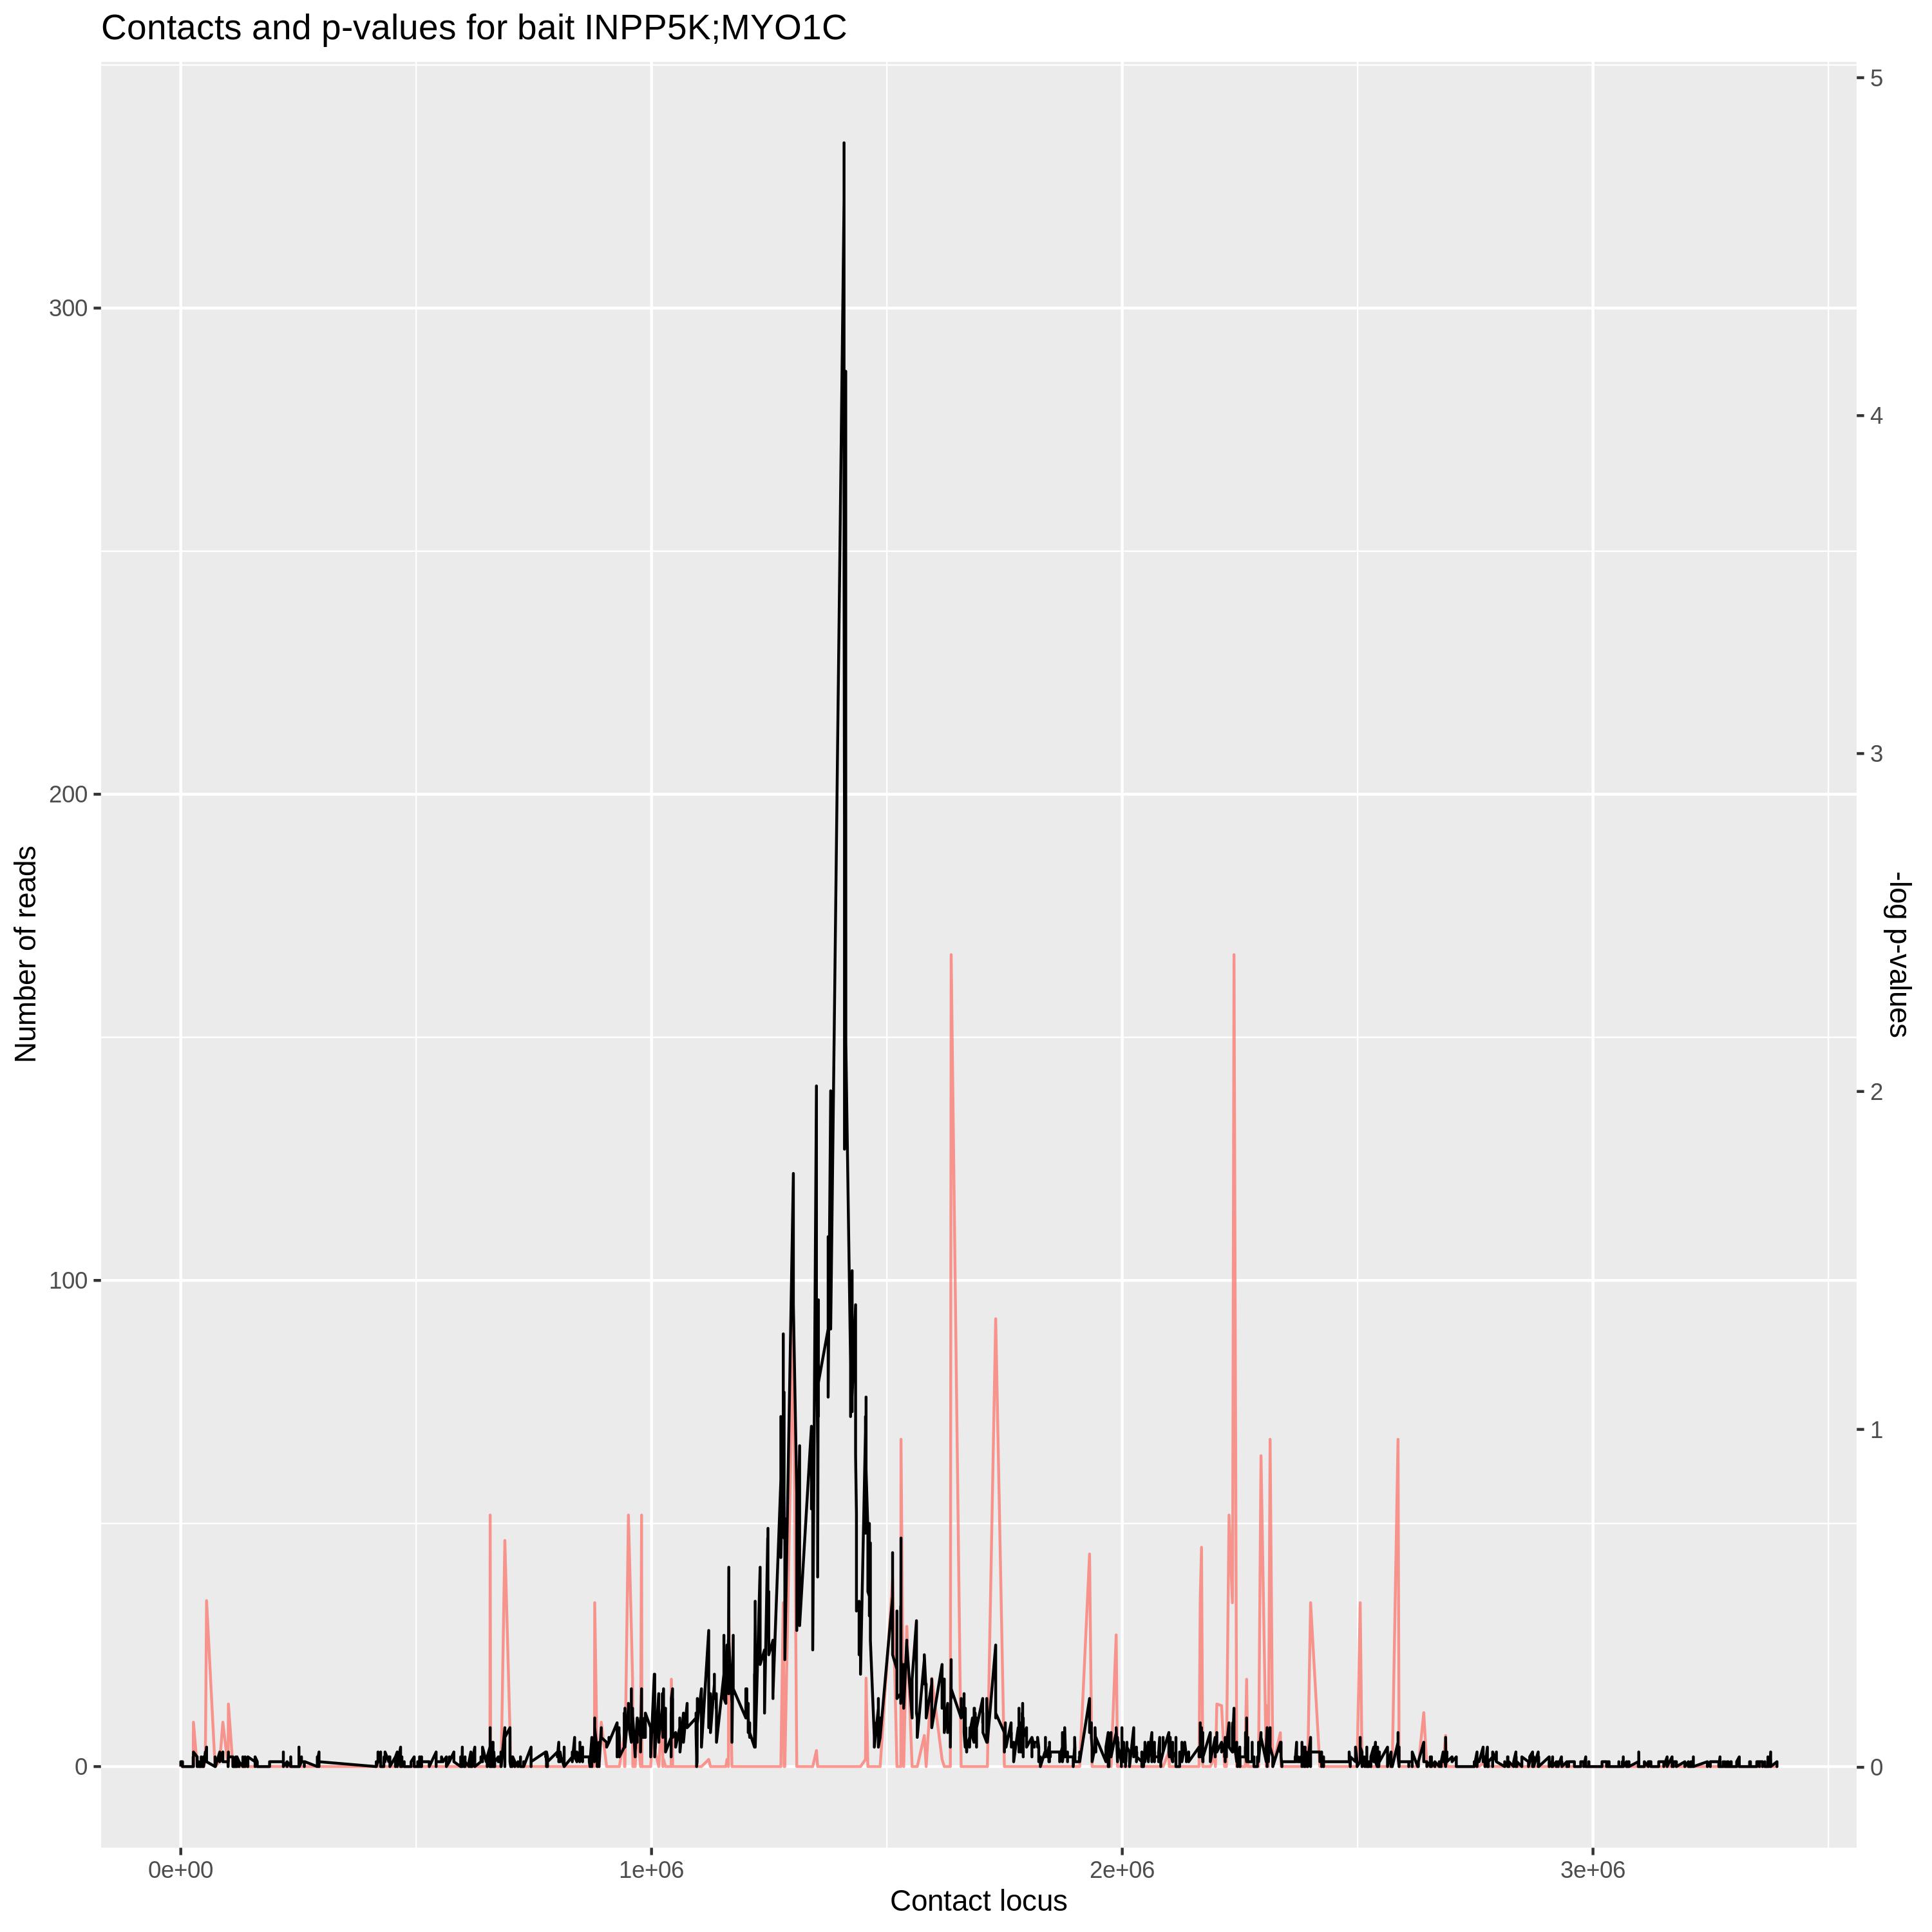 Contacts and p-values for bait INPP5K;MYO1C
Number of reads
300
200
100
0
5
4
3
2
1
0
-log p-values
0e+00
1e+06
2e+06
3e+06
Contact locus